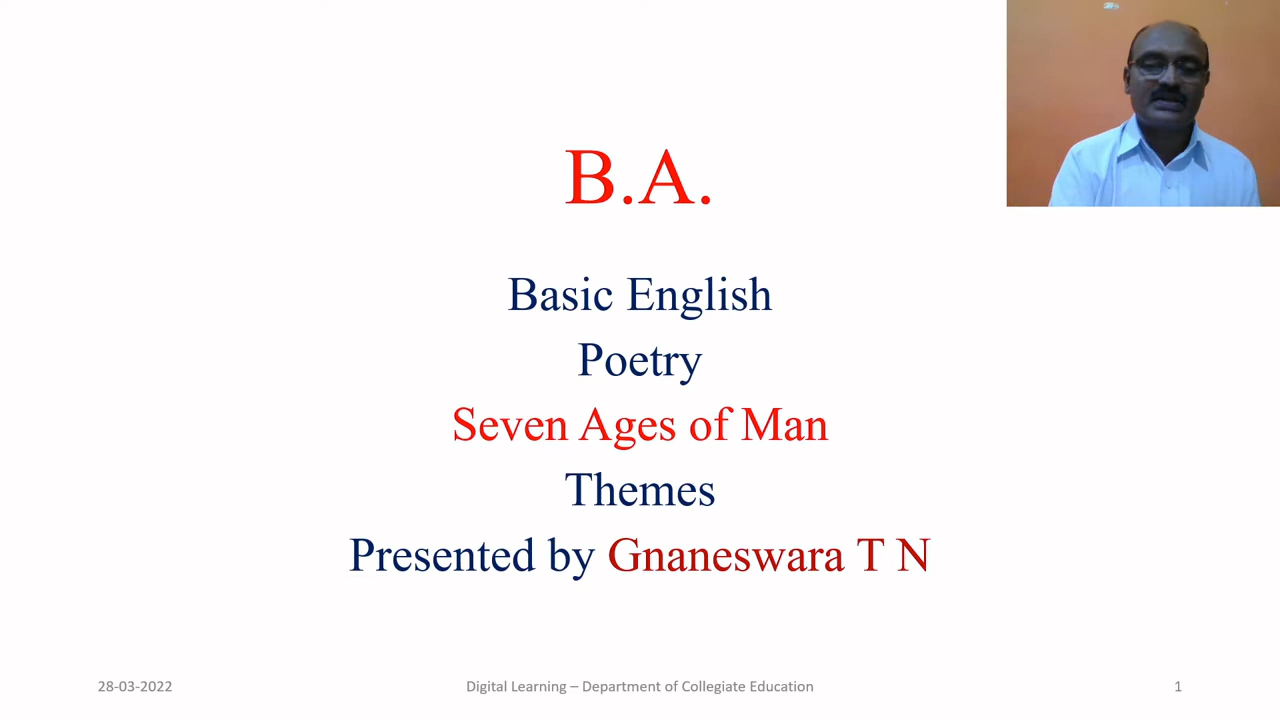 B.A.
Basic English
Poetry
Seven Ages of Man
Themes
Presented by Gnaneswara T N
28-03-2022
Digital Learning – Department of Collegiate Education
1